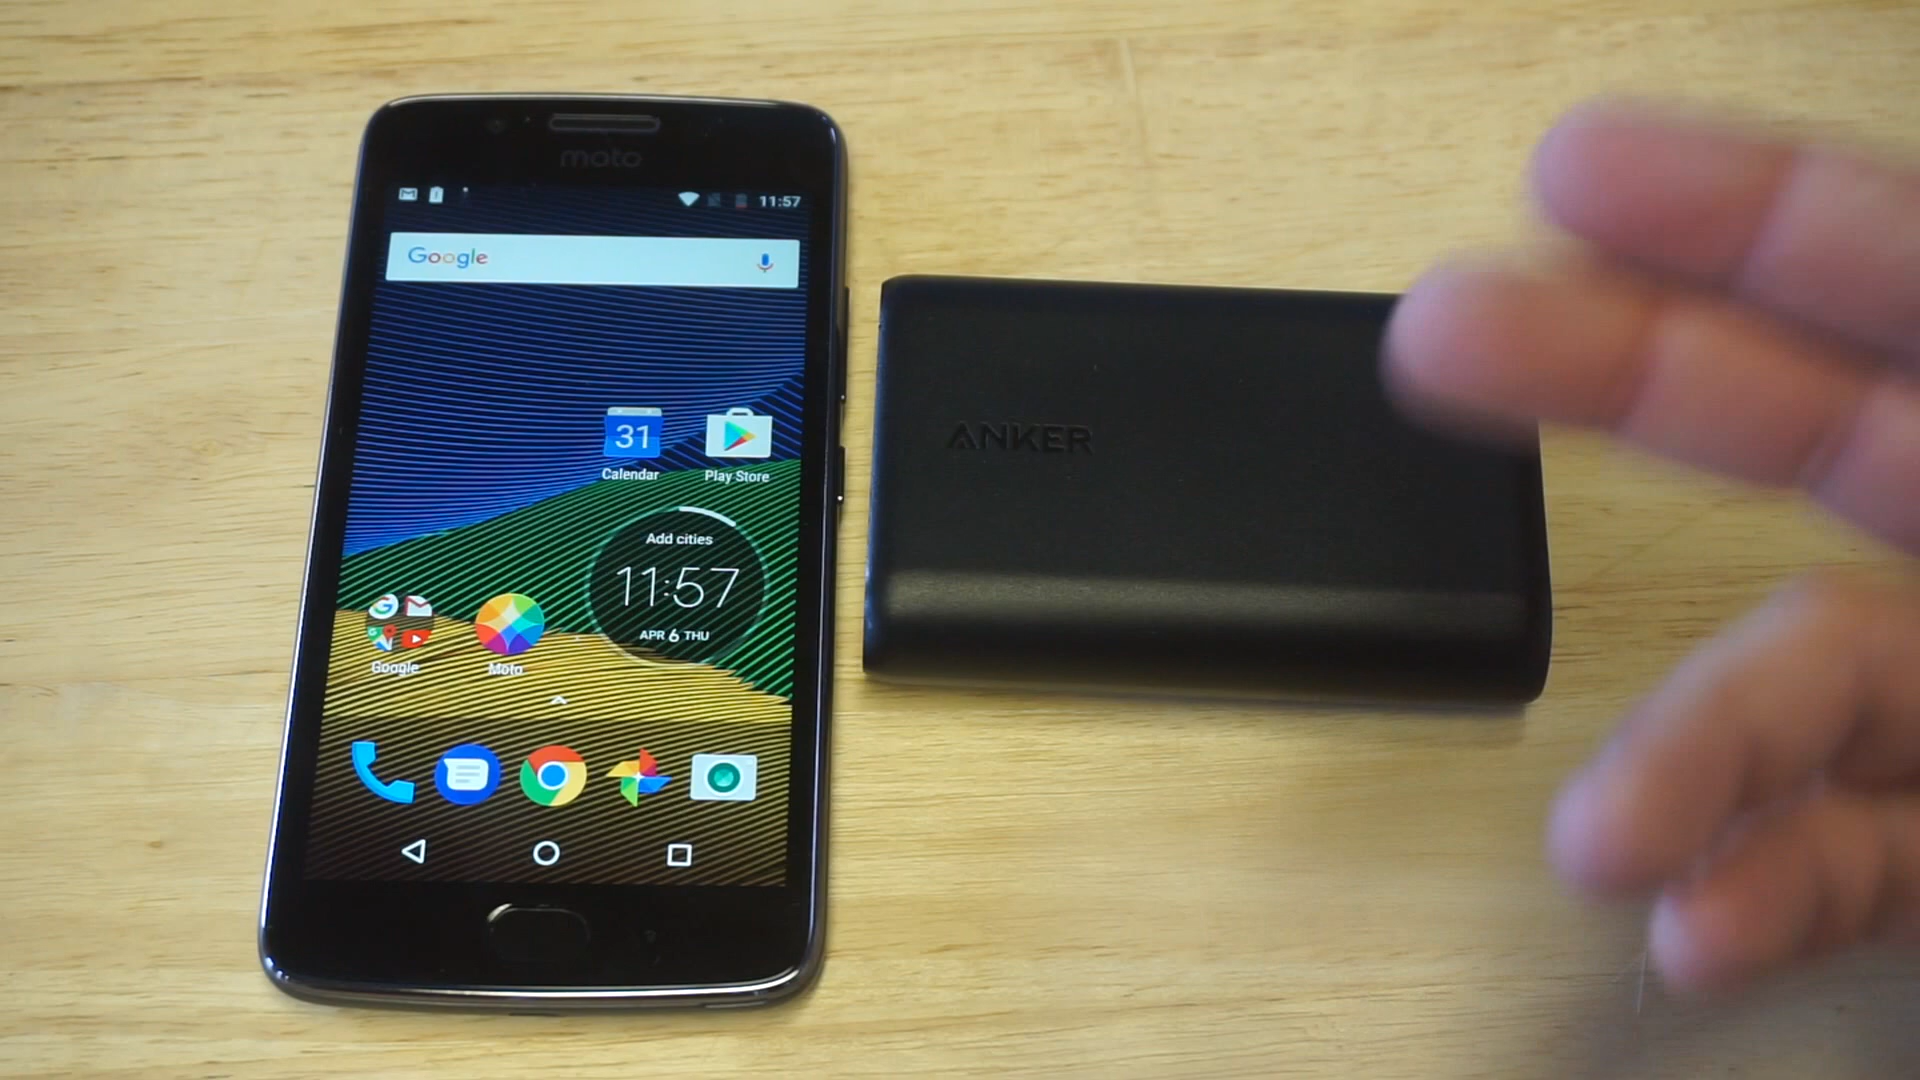 moto
11:57
Google
31
Calendar
Play Store
Add cities
11:57
APR 6 THU
Google
Moto
ANKER